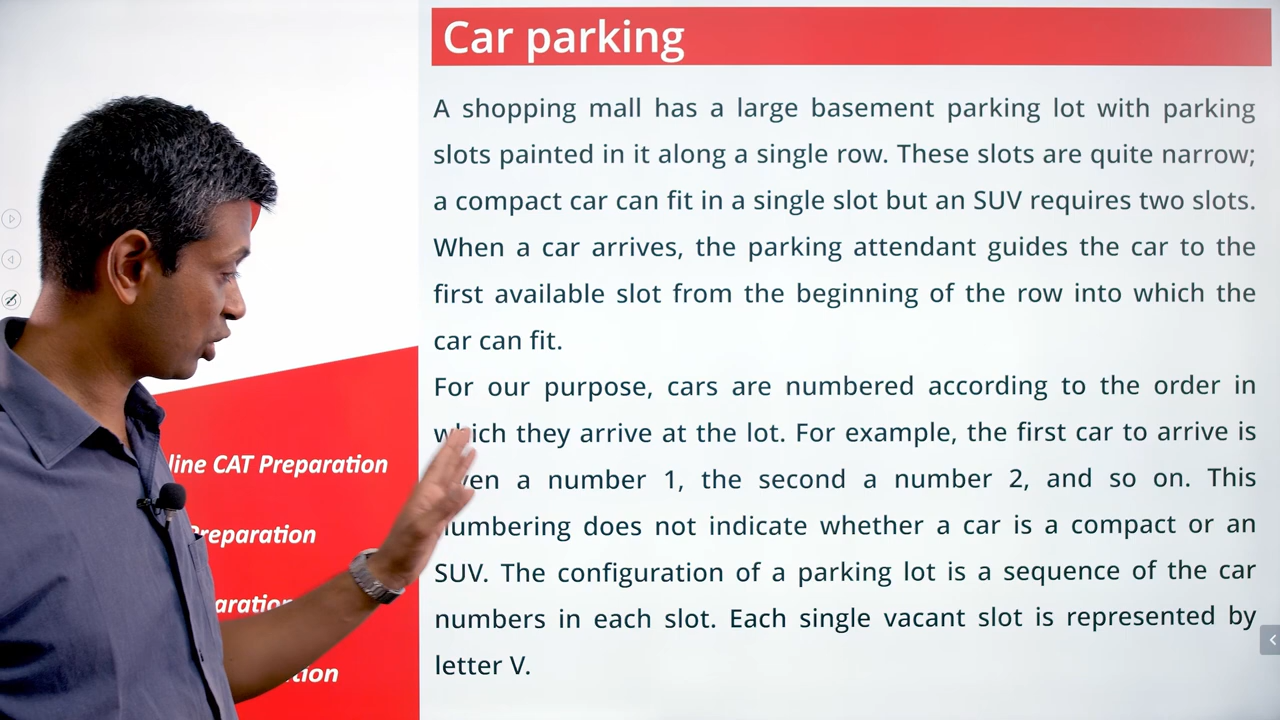 Car parking
A shopping mall has a large basement parking lot with parking
slots painted in it along a single row. These slots are quite narrow;
a compact car can fit in a single slot but an SUV requires two slots.
When a car arrives, the parking attendant guides the car to the
first available slot from the beginning of the row into which the
car can fit.
For our purpose, cars are numbered according to the order in
which they arrive at the lot. For example, the first car to arrive is
a number 1, the second a number 2, and so on. This
numbering does not indicate whether a car is a compact or an
SUV. The configuration of a parking lot is a sequence of the car
numbers in each slot. Each single vacant slot is represented by
letter V.
line CAT Preparation
Preparation